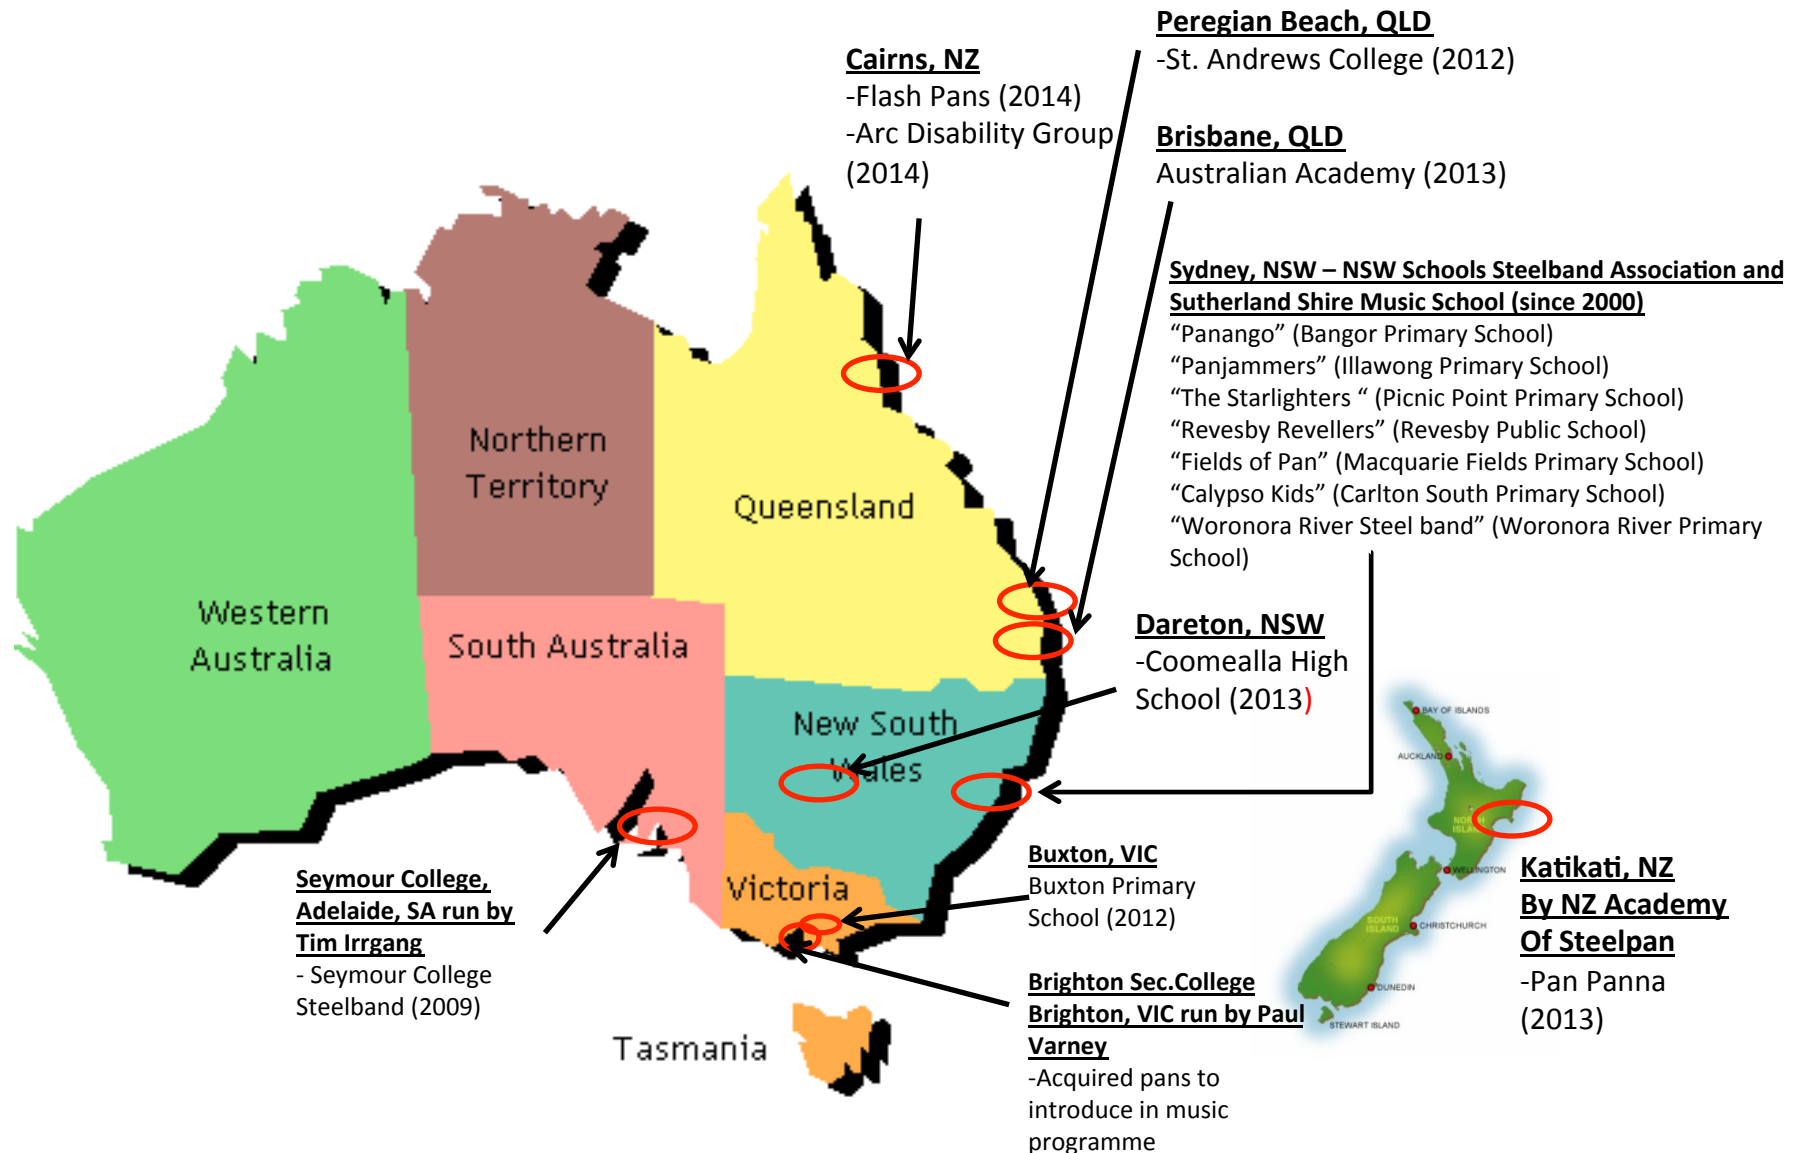 Peregian Beach, QLD
-St. Andrews College (2012)
Cairns, NZ
-Flash Pans (2014)
-Arc Disability Group
(2014)
Brisbane, QLD
Australian Academy (2013)
Sydney, NSW – NSW Schools Steelband Association and
Sutherland Shire Music School (since 2000)
“Panango” (Bangor Primary School)
“Panjammers” (Illawong Primary School)
“The Starlighters “ (Picnic Point Primary School)
“Revesby Revellers” (Revesby Public School)
“Fields of Pan” (Macquarie Fields Primary School)
“Calypso Kids” (Carlton South Primary School)
“Woronora River Steel band” (Woronora River Primary
School)
Northern
Territory
Queensland
Western
Australia
South Australia
Dareton, NSW
-Coomealla High
School (2013)
New South
Wales
Victoria
Tasmania
BAY OF ISLANDS
AUCKLAND
NORTH
ISLAND
WELLINGTON
SOUTH
ISLAND
CHRISTCHURCH
DUNEDIN
STEWART ISLAND
Seymour College,
Adelaide, SA run by
Tim Irrgang
- Seymour College
Steelband (2009)
Buxton, VIC
Buxton Primary
School (2012)
Brighton Sec.College
Brighton, VIC run by Paul
Varney
-Acquired pans to
introduce in music
programme
Katikati, NZ
By NZ Academy
Of Steelpan
-Pan Panna
(2013)